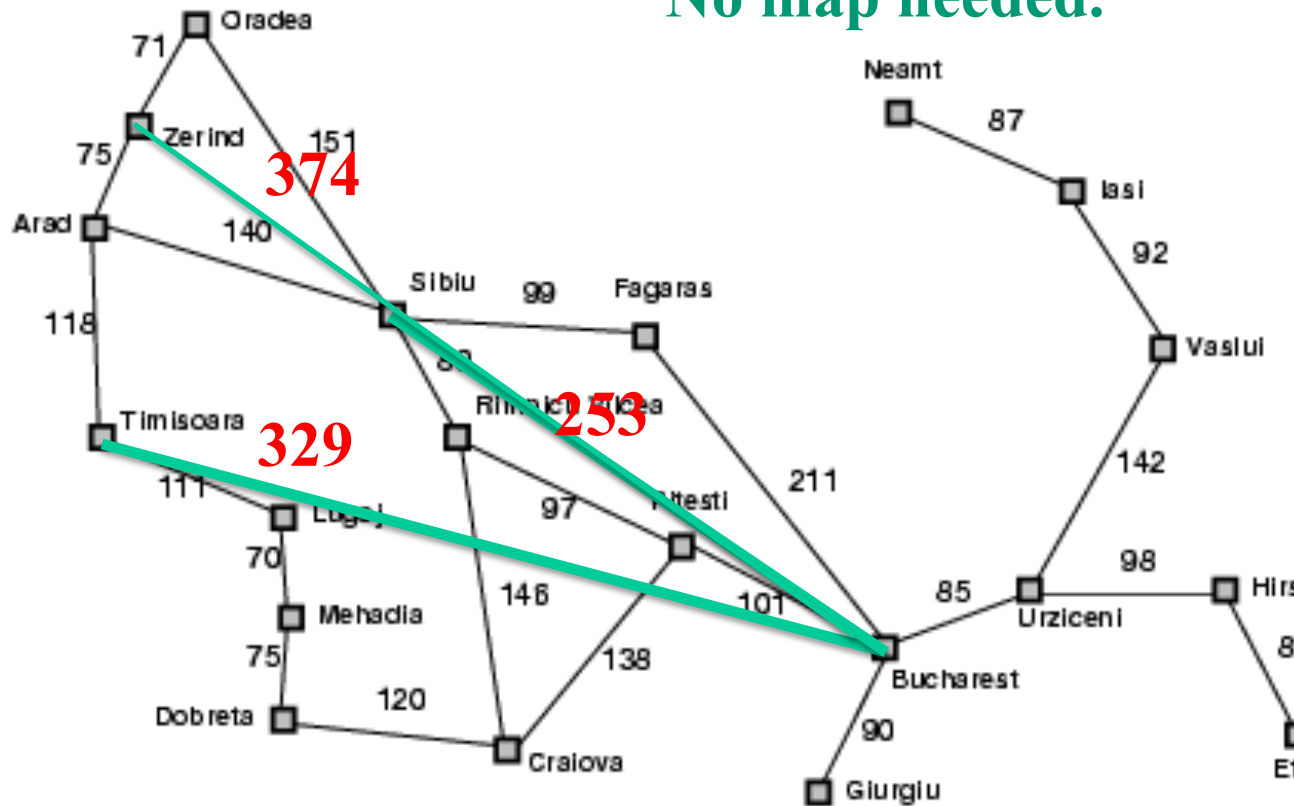 No map needed.
Oradea
71
Neamt
87
Zerind
151
75
374
Iasi
Arad
140
92
Sibiu
99
Fagaras
118
Vaslui
Timisoara
253
329
142
211
111
97
70
98
146
101
85
Mehadia
Urziceni
75
138
Bucharest
Dobreta
120
90
Craiova
Giurgiu